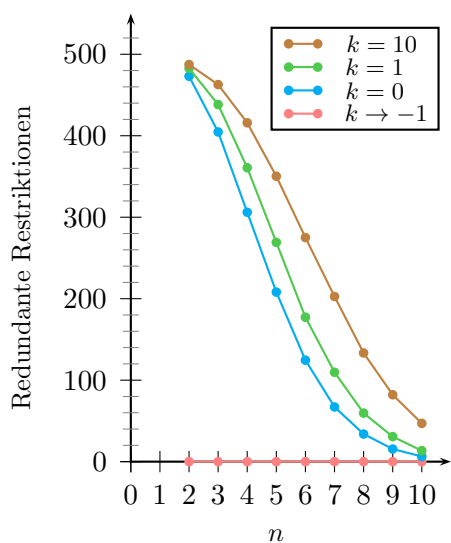 k = 10
k = 1
k = 0
k → −1
Redundante Restriktionen
500
400
300
200
100
0
0 1 2 3 4 5 6 7 8 9 10
n